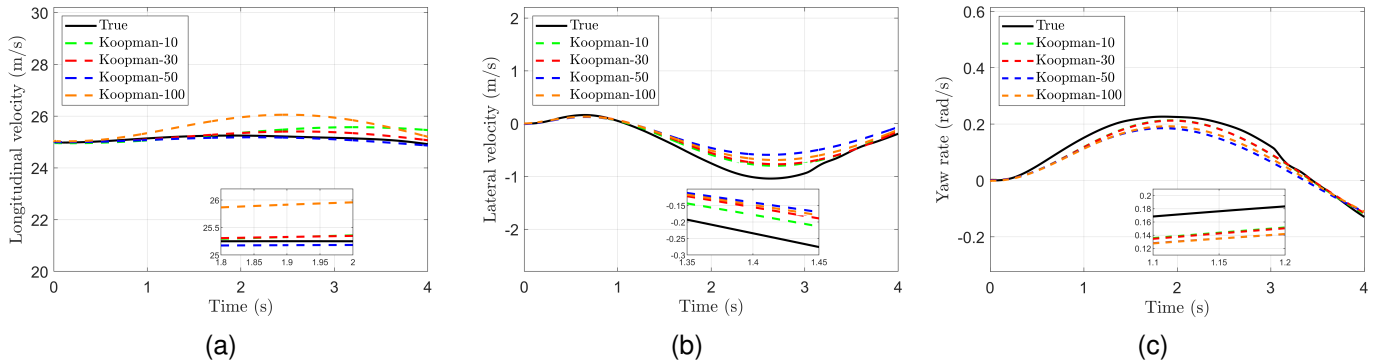 30
28
26
24
22
20
0
1
2
3
4
Longitudinal velocity (m/s)
Time (s)
True
Koopman-10
Koopman-30
Koopman-50
Koopman-100
26
25.5
25
1.8
1.85
1.9
1.95
2
(a)
2
1
0
-1
-2
0
1
2
3
4
Lateral velocity (m/s)
Time (s)
True
Koopman-10
Koopman-30
Koopman-50
Koopman-100
-0.15
-0.2
-0.25
-0.3
1.35
1.4
1.45
(b)
0.6
0.4
0.2
0
-0.2
0
1
2
3
4
Yaw rate (rad/s)
Time (s)
True
Koopman-10
Koopman-30
Koopman-50
Koopman-100
0.2
0.18
0.16
0.14
0.12
1.1
1.15
1.2
(c)